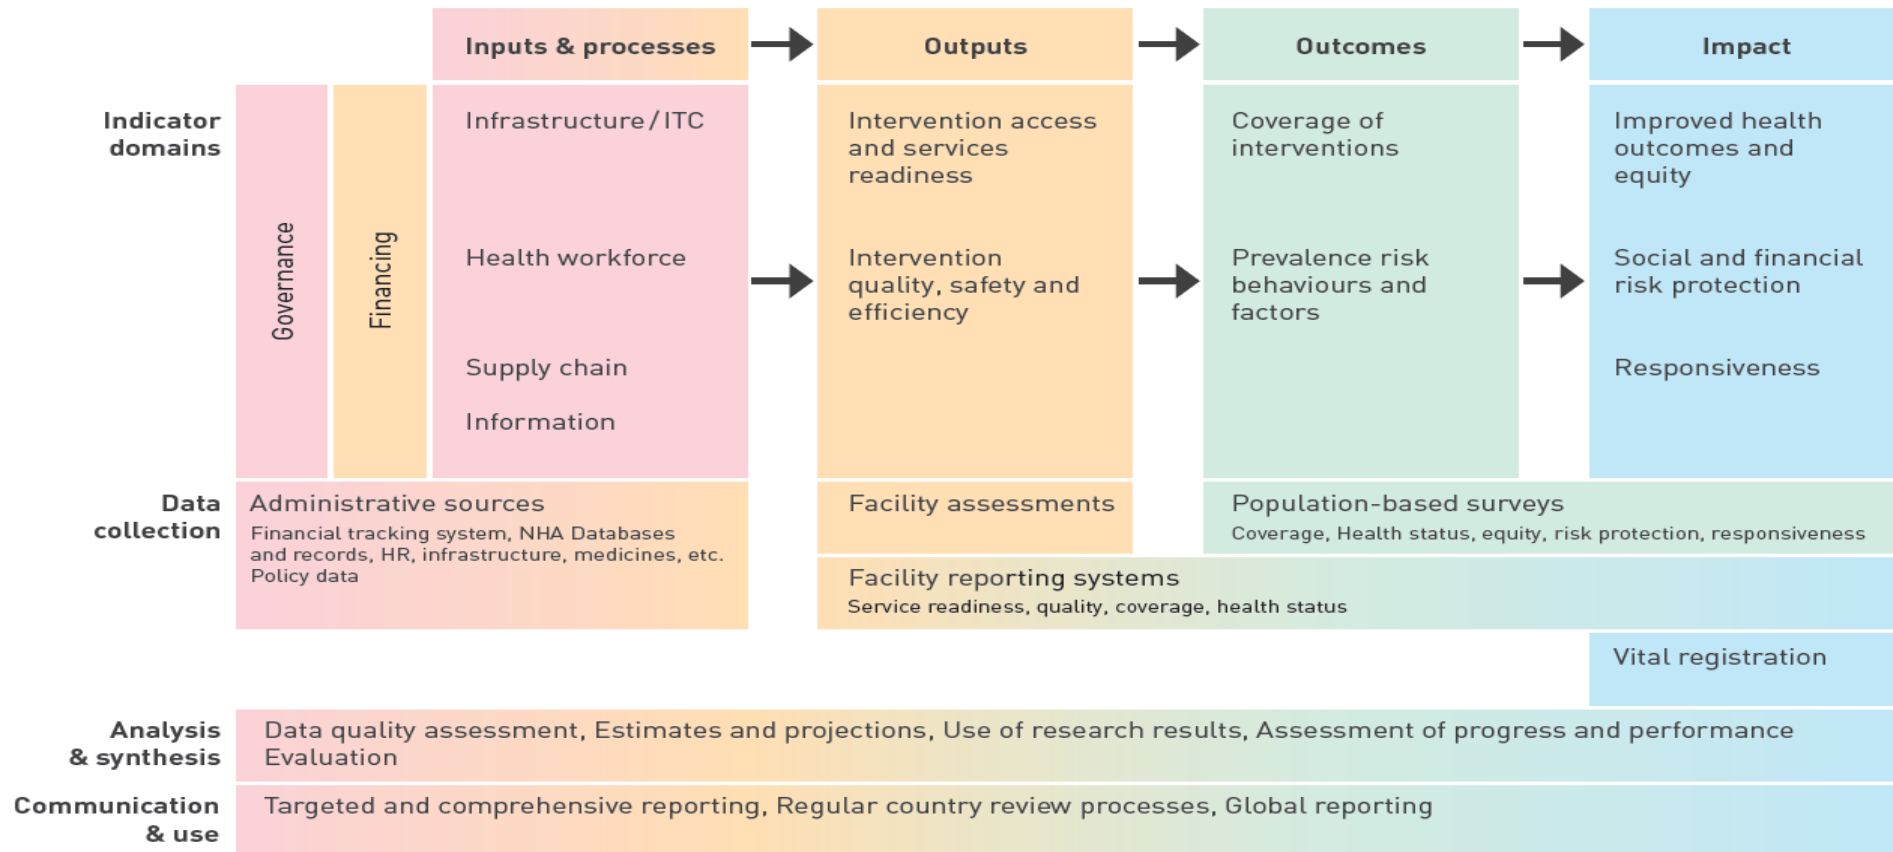 Inputs & processes
Outputs
Outcomes
Impact
Indicator
domains
Governance
Financing
Infrastructure / ITC
Health workforce
Supply chain
Information
Intervention access
and services
readiness
Intervention
quality, safety and
efficiency
Coverage of
interventions
Prevalence risk
behaviours and
factors
Improved health
outcomes and
equity
Social and financial
risk protection
Responsiveness
Data
collection
Administrative sources
Financial tracking system, NHA Databases
and records, HR, infrastructure, medicines, etc.
Policy data
Facility assessments
Population-based surveys
Coverage, Health status, equity, risk protection, responsiveness
Facility reporting systems
Service readiness, quality, coverage, health status
Vital registration
Analysis
& synthesis
Data quality assessment, Estimates and projections, Use of research results, Assessment of progress and performance
Evaluation
Communication
& use
Targeted and comprehensive reporting, Regular country review processes, Global reporting